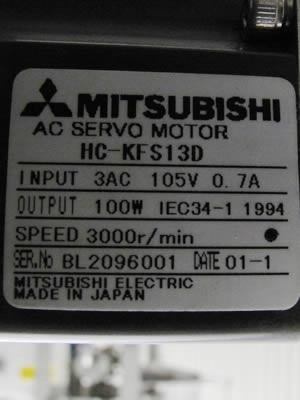 MITSUBISHI
AC SERVO MOTOR
HC-KFS13D
INPUT 3AC 105V 0.7A
OUTPUT 100W IEC34-1 1994
SPEED 3000r/min
SER.No BL2096001 DATE 01-1
MITSUBISHI ELECTRIC
MADE IN JAPAN